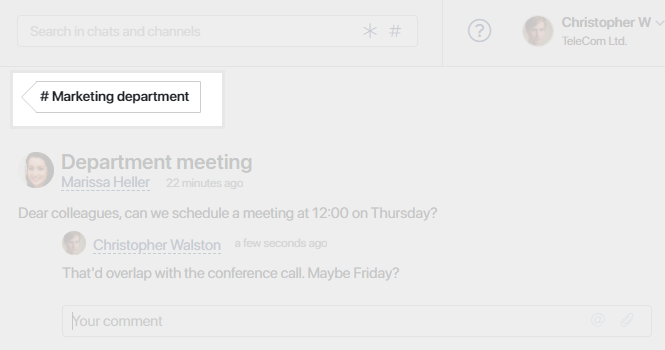 Search in chats and channels
?
Christopher W
TeleCom Ltd.
# Marketing department
Department meeting
Marissa Heller 22 minutes ago
Dear colleagues, can we schedule a meeting at 12:00 on Thursday?
Christopher Walston a few seconds ago
That'd overlap with the conference call. Maybe Friday?
Your comment